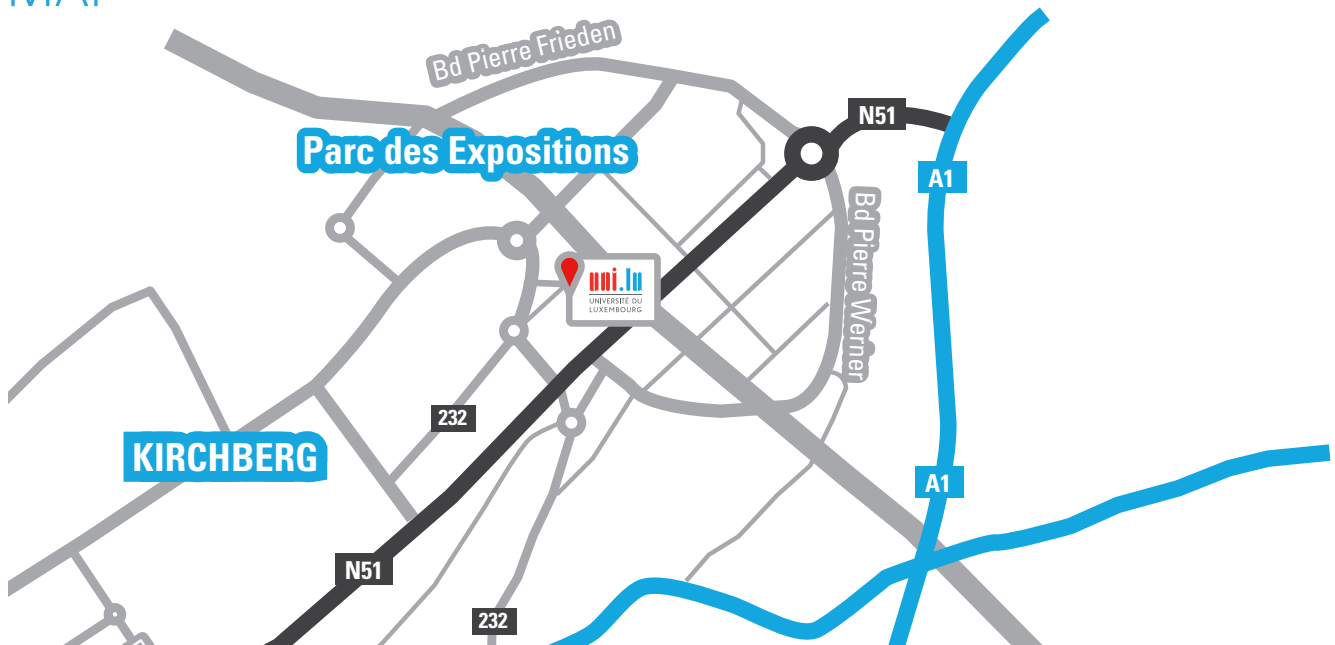 MAP
Bd Pierre Frieden
N51
Parc des Expositions
A1
Bd Pierre Werner
uni.lu
UNIVERSITÉ DU
LUXEMBOURG
232
KIRCHBERG
A1
N51
232